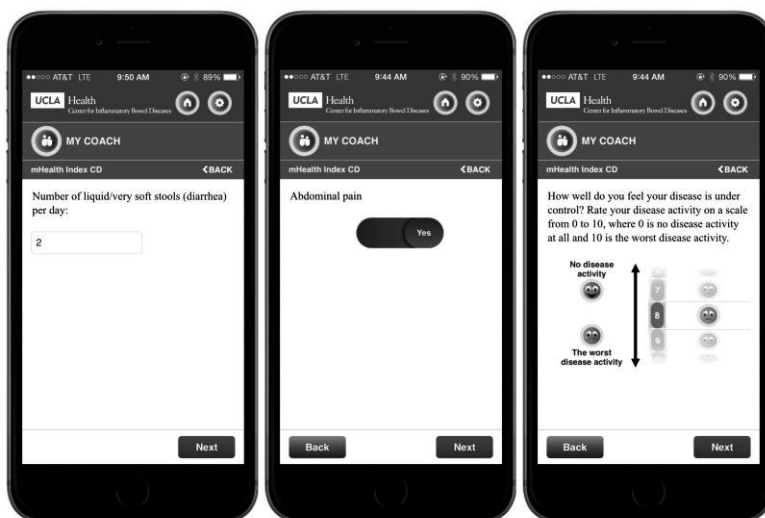 ●●○○○ AT&T LTE 9:50 AM 89%
UCLA Health
Center for Inflammatory Bowel Diseases
MY COACH
mHealth Index CD <BACK
Number of liquid/very soft stools (diarrhea)
per day:
2
Next
●●○○○ AT&T LTE 9:44 AM 90%
UCLA Health
Center for Inflammatory Bowel Diseases
MY COACH
mHealth Index CD <BACK
Abdominal pain
Yes
Back Next
●●○○○ AT&T LTE 9:44 AM 90%
UCLA Health
Center for Inflammatory Bowel Diseases
MY COACH
mHealth Index CD <BACK
How well do you feel your disease is under
control? Rate your disease activity on a scale
from 0 to 10, where 0 is no disease activity
at all and 10 is the worst disease activity.
No disease
activity
7
8
9
The worst
disease activity
Back Next